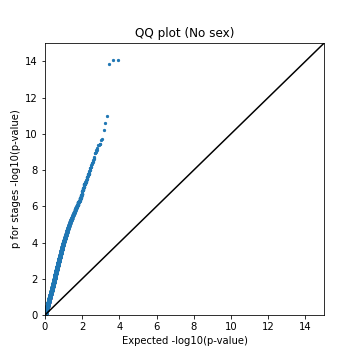 QQ plot (No sex)
p for stages -log10(p-value)
14
12
10
8
6
4
2
0
0 2 4 6 8 10 12 14
Expected -log10(p-value)